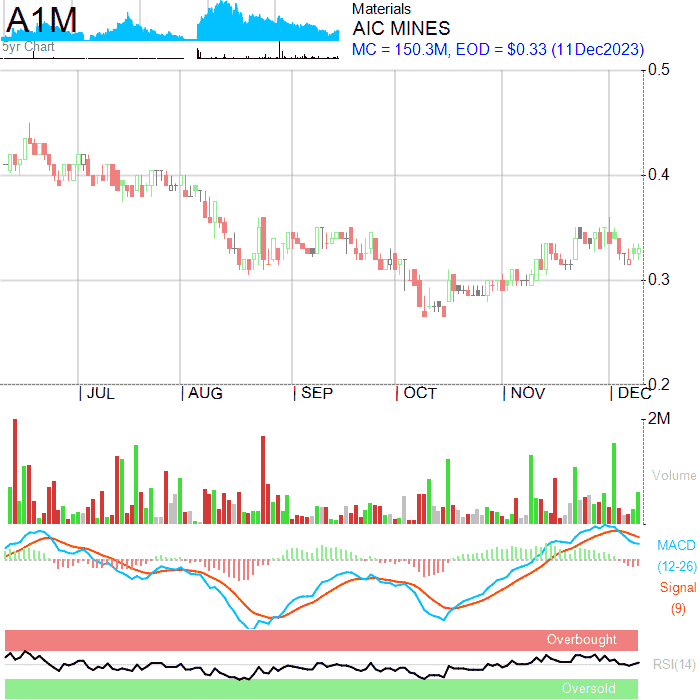 A1M
5yr Chart
Materials
AIC MINES
MC = 150.3M, EOD = $0.33 (11Dec2023)
0.5
0.4
0.3
0.2
JUL AUG SEP OCT NOV DEC
2M
Volume
MACD
(12-26)
Signal
(9)
Overbought
RSI(14)
Oversold